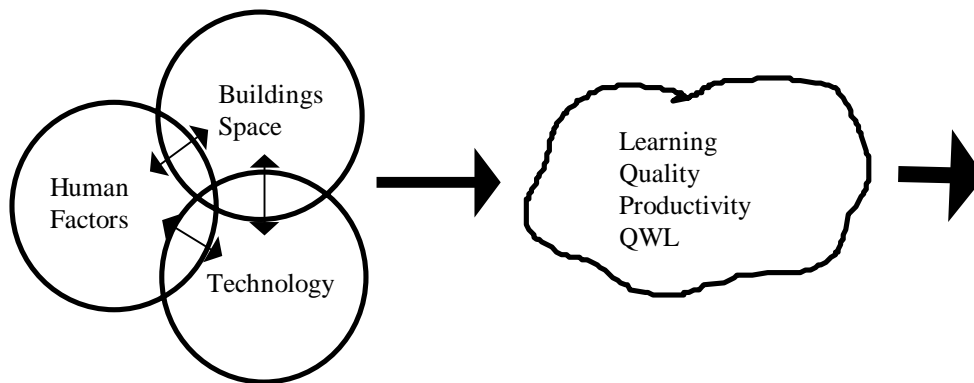 Buildings
Space
Human
Factors
Technology
Learning
Quality
Productivity
QWL